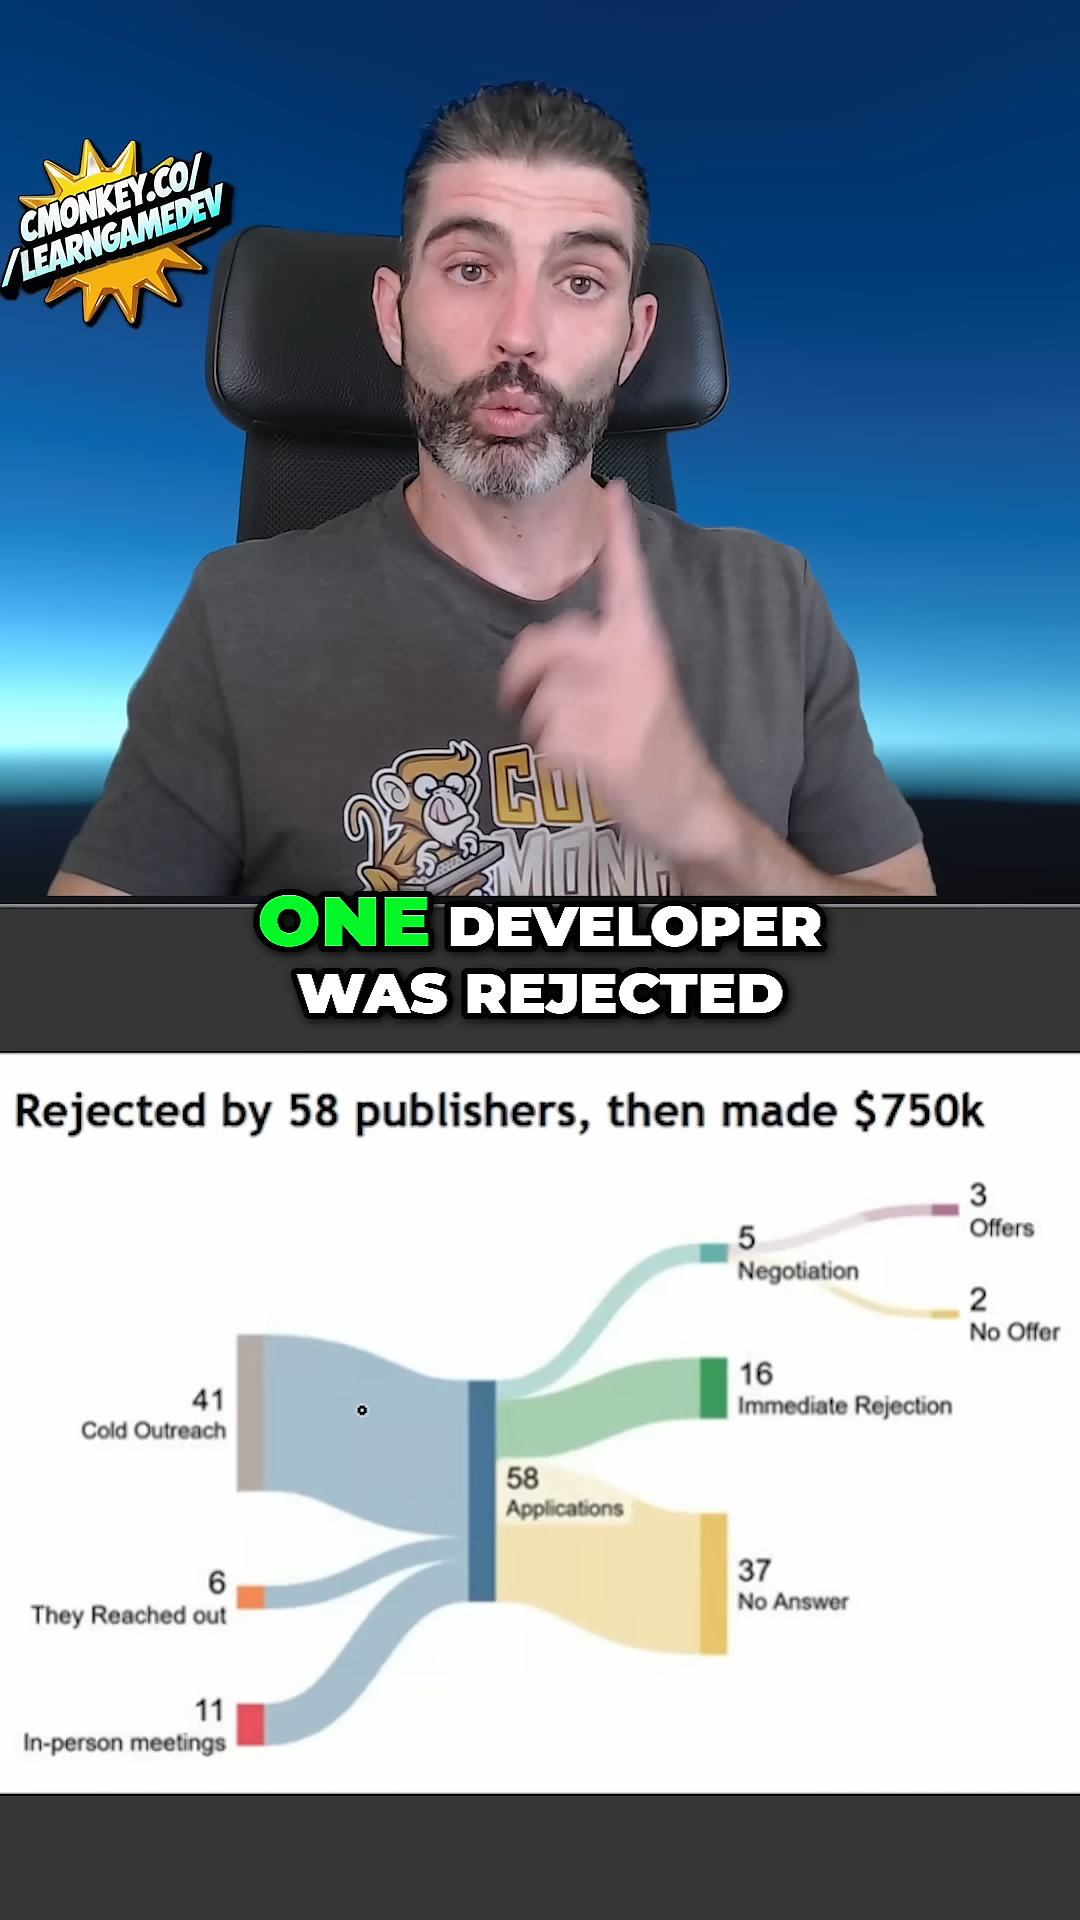 CMONKEY.CO/
/LEARNGAMEDEV
ONE DEVELOPER
WAS REJECTED
Rejected by 58 publishers, then made $750k
3
Offers
5
Negotiation
2
No Offer
16
Immediate Rejection
41
Cold Outreach
58
Applications
37
No Answer
6
They Reached out
11
In-person meetings